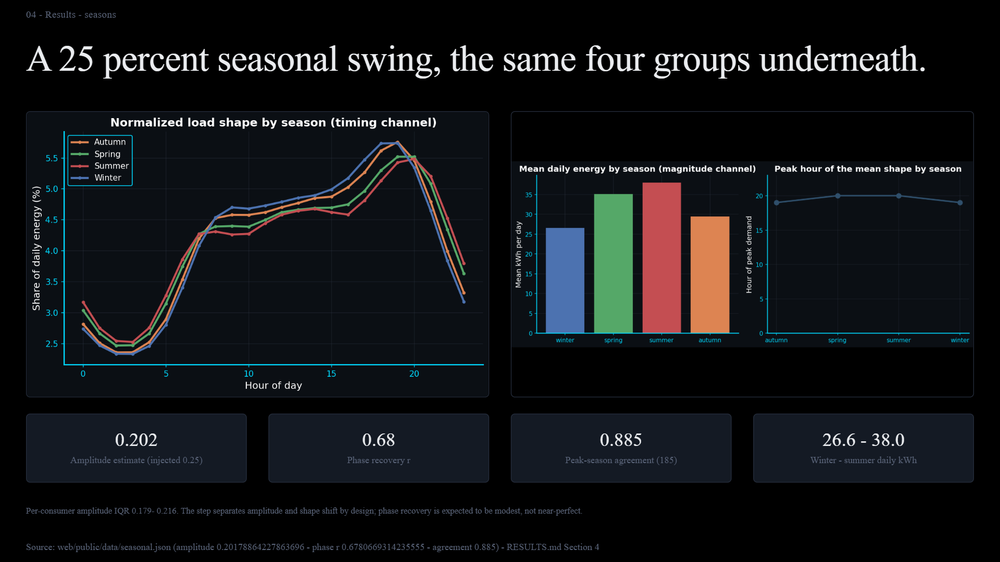 04 - Results - seasons
A 25 percent seasonal swing, the same four groups underneath.
Normalized load shape by season (timing channel)
Autumn
Spring
Summer
Winter
Share of daily energy (%)
5.5
5.0
4.5
4.0
3.5
3.0
2.5
0 5 10 15 20
Hour of day
Mean daily energy by season (magnitude channel)
Mean kWh per day
35
30
25
20
15
10
5
0
winter spring summer autumn
Peak hour of the mean shape by season
Hour of peak demand
20
15
10
5
0
autumn spring summer winter
0.202
Amplitude estimate (injected 0.25)
0.68
Phase recovery r
0.885
Peak-season agreement (185)
26.6 - 38.0
Winter - summer daily kWh
Per-consumer amplitude IQR 0.179- 0.216. The step separates amplitude and shape shift by design; phase recovery is expected to be modest, not near-perfect.
Source: web/public/data/seasonal.json (amplitude 0.20178864227863696 - phase r 0.6780669314235555 - agreement 0.885) - RESULTS.md Section 4